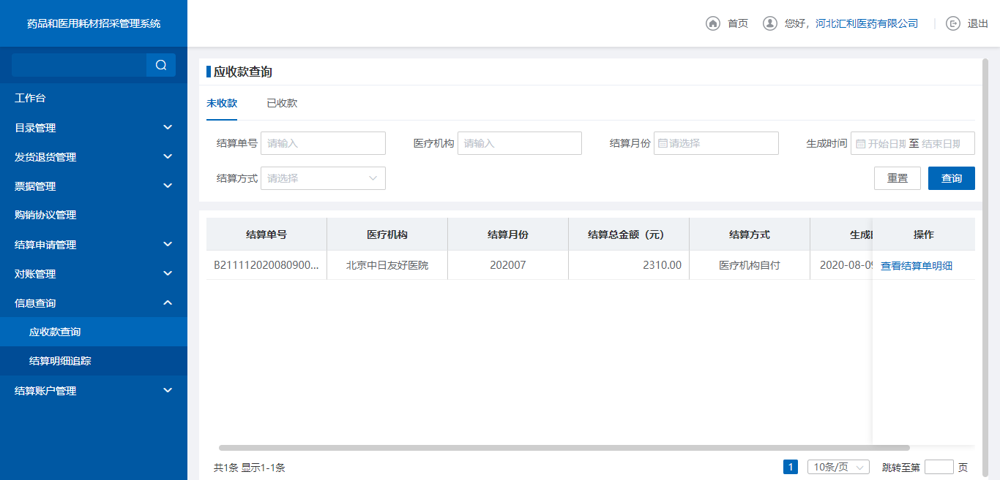 药品和医用耗材招采管理系统
首页 您好，河北汇利医药有限公司 退出
工作台
目录管理
发货退货管理
票据管理
购销协议管理
结算申请管理
对账管理
信息查询
应收款查询
结算明细追踪
结算账户管理
应收款查询
未收款 已收款
结算单号 请输入 医疗机构 请输入 结算月份 请选择 生成时间 开始日期 至 结束日期
结算方式 请选择 重置 查询
结算单号 医疗机构 结算月份 结算总金额（元） 结算方式 生成 操作
B211112020080900... 北京中日友好医院 202007 2310.00 医疗机构自付 2020-08-09 查看结算单明细
共1条 显示1-1条 1 10条/页 跳转至第 页